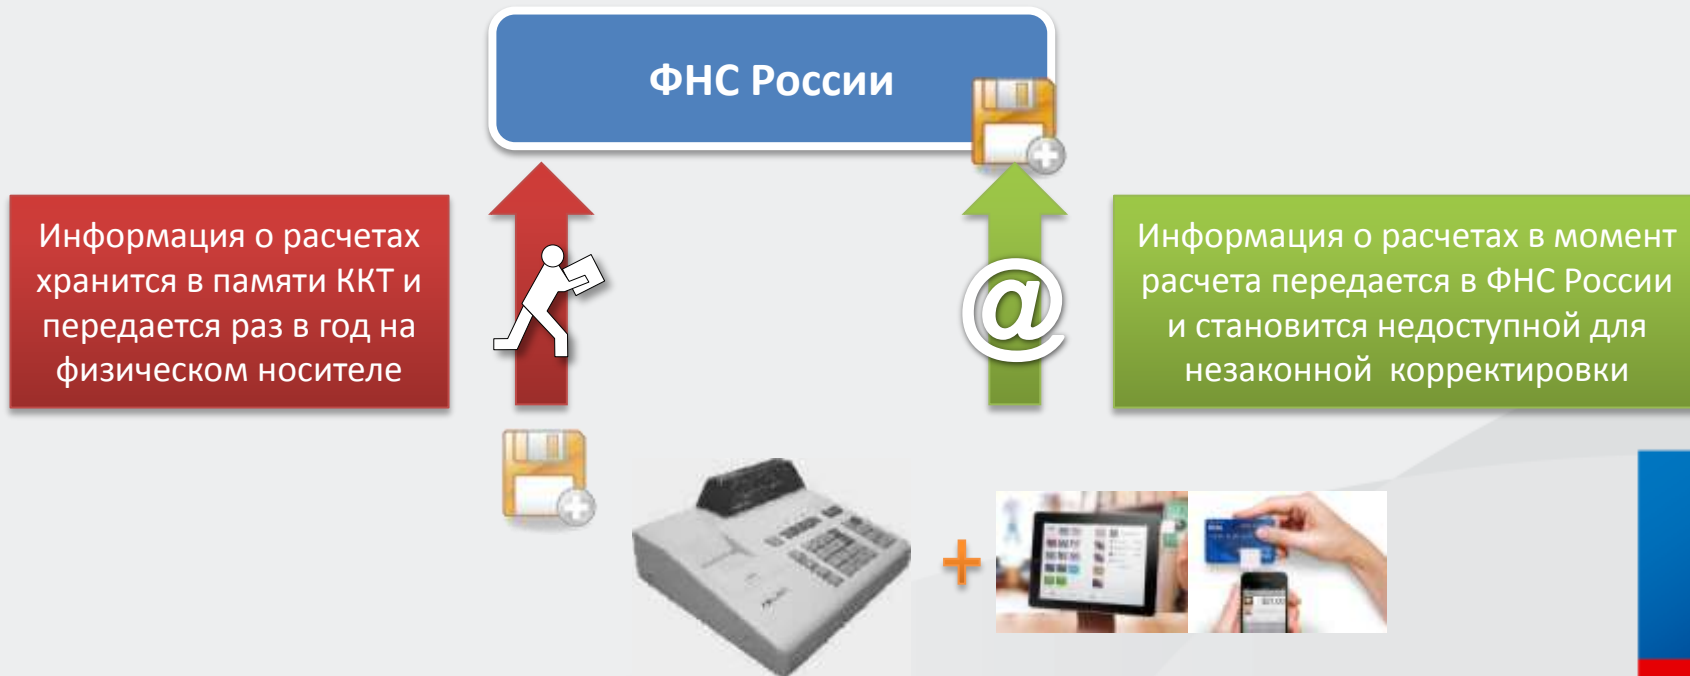 ФНС России
Информация о расчетах
хранится в памяти ККТ и
передается раз в год на
физическом носителе
@
Информация о расчетах в момент
расчета передается в ФНС России
и становится недоступной для
незаконной корректировки
+